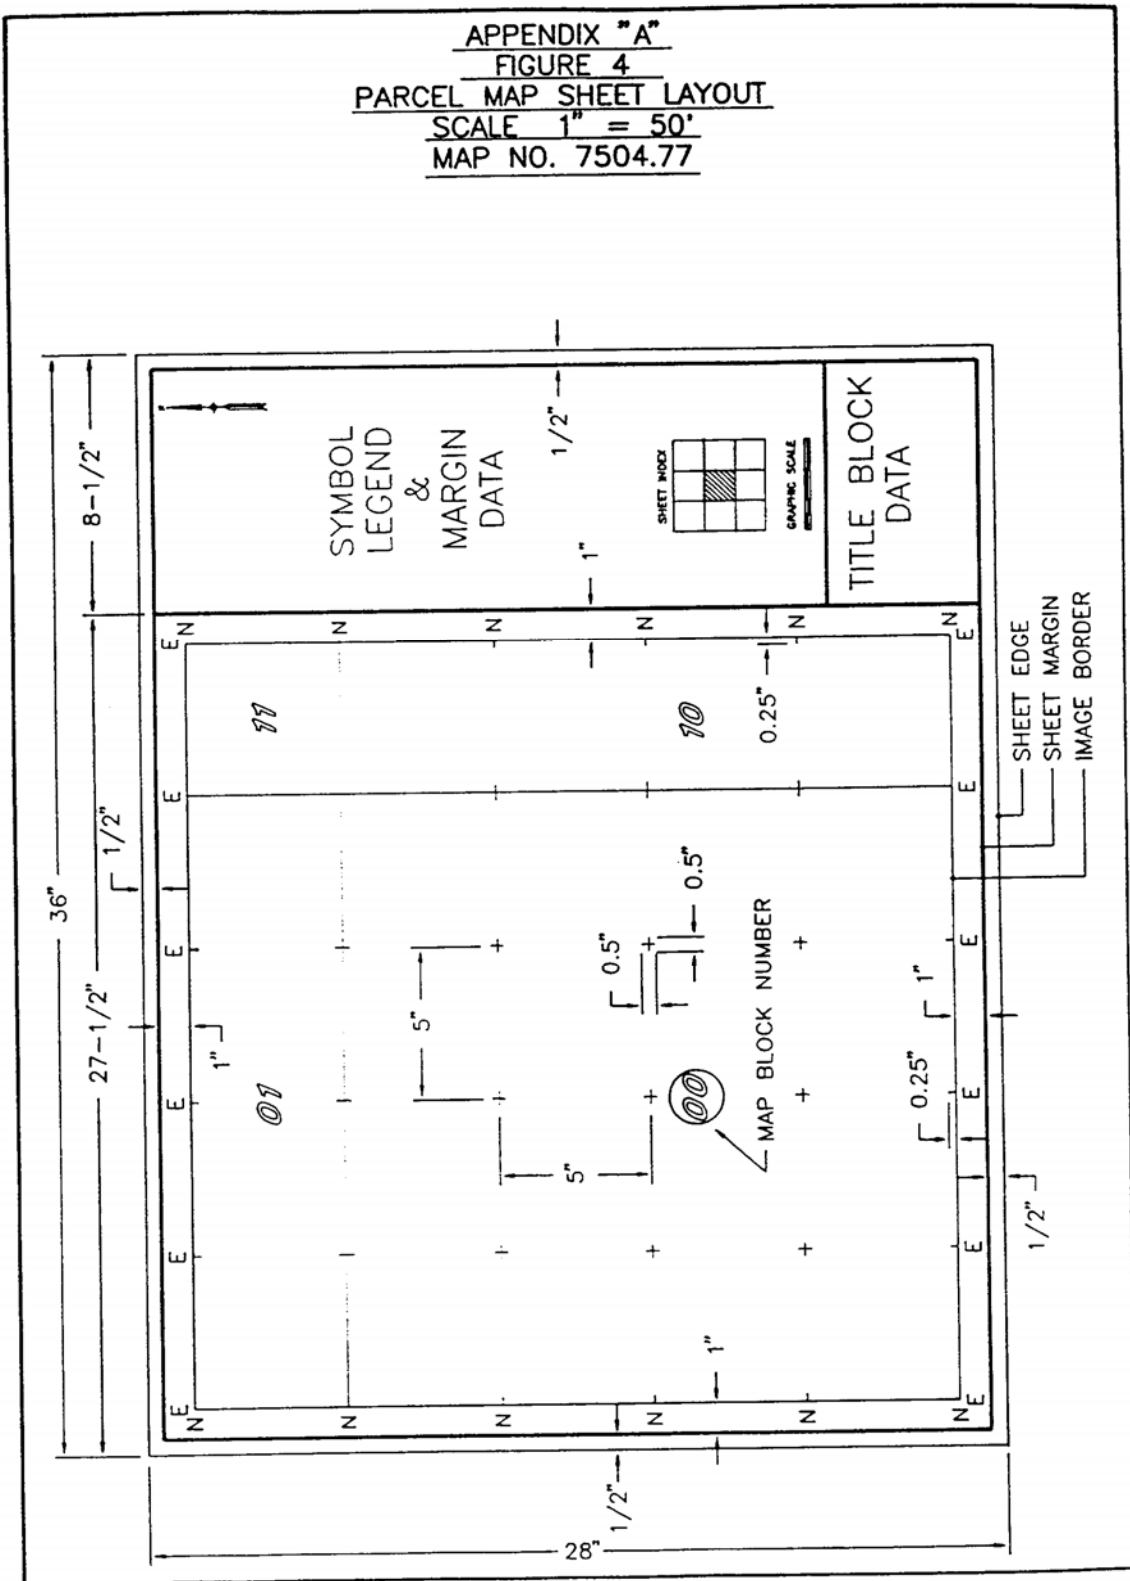 APPENDIX "A"
FIGURE 4
PARCEL MAP SHEET LAYOUT
SCALE 1" = 50'
MAP NO. 7504.77
36"
8-1/2"
27-1/2"
1/2"
1"
SYMBOL
LEGEND
&
MARGIN
DATA
1/2"
SHEET INDEX
GRAPHIC SCALE
TITLE BLOCK
DATA
1"
E
N
N
N
N
N
N
E
11
10
0.25"
E
E
E
E
5"
0.5"
0.5"
01
E
E
5"
00
MAP BLOCK NUMBER
1"
0.25"
1/2"
E
E
1"
E
N
N
N
N
N
N
E
1/2"
28"
SHEET EDGE
SHEET MARGIN
IMAGE BORDER